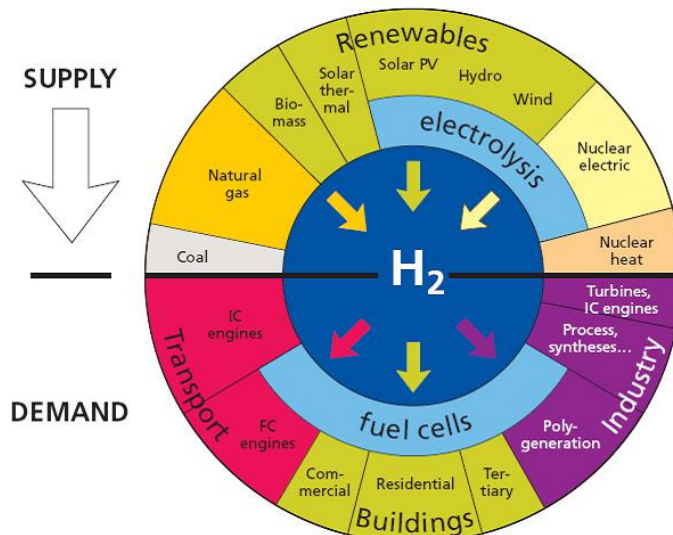 SUPPLY
Renewables
Solar PV
Hydro
Wind
Solar
ther-
mal
Bio-
mass
electrolysis
Nuclear
electric
Natural
gas
Nuclear
heat
Coal
H₂
DEMAND
Transport
IC
engines
FC
engines
fuel cells
Turbines,
IC engines
Process,
syntheses...
Industry
Poly-
generation
Com-
mercial
Residential
Ter-
tiary
Buildings